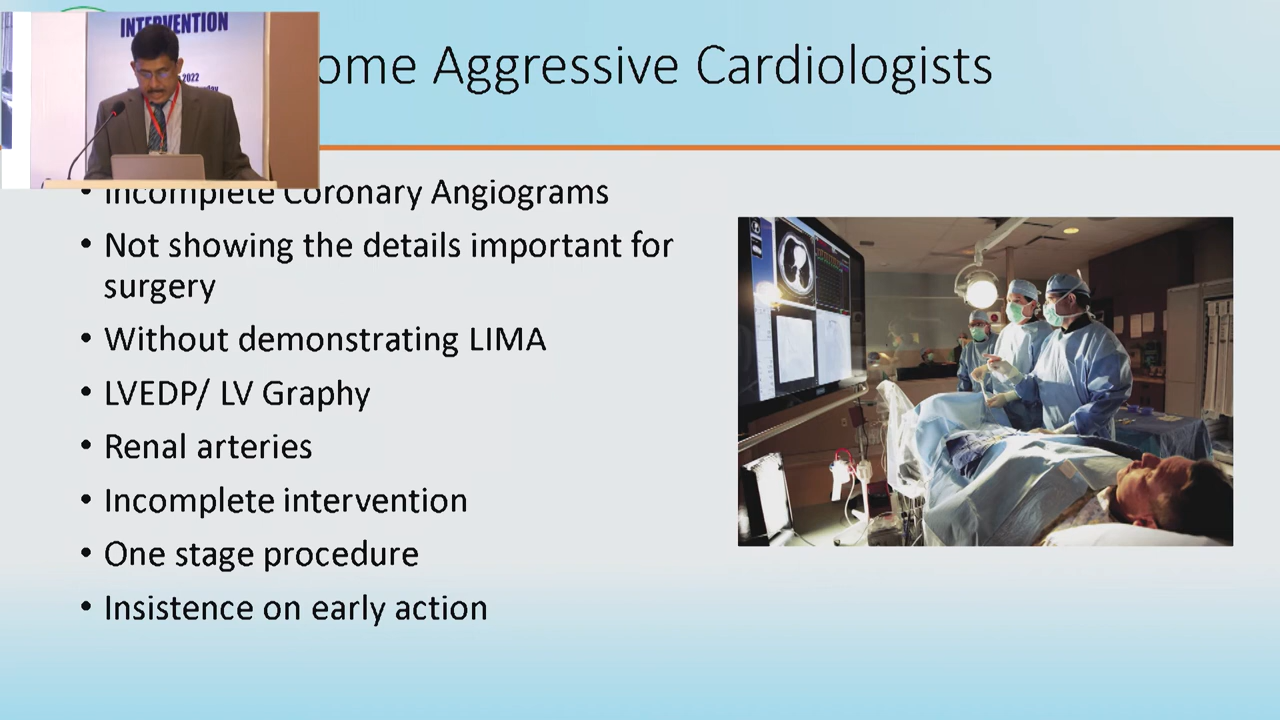 INTERVENTION
2022
ome Aggressive Cardiologists
• Incomplete Coronary Angiograms
• Not showing the details important for
surgery
• Without demonstrating LIMA
• LVEDP/ LV Graphy
• Renal arteries
• Incomplete intervention
• One stage procedure
• Insistence on early action